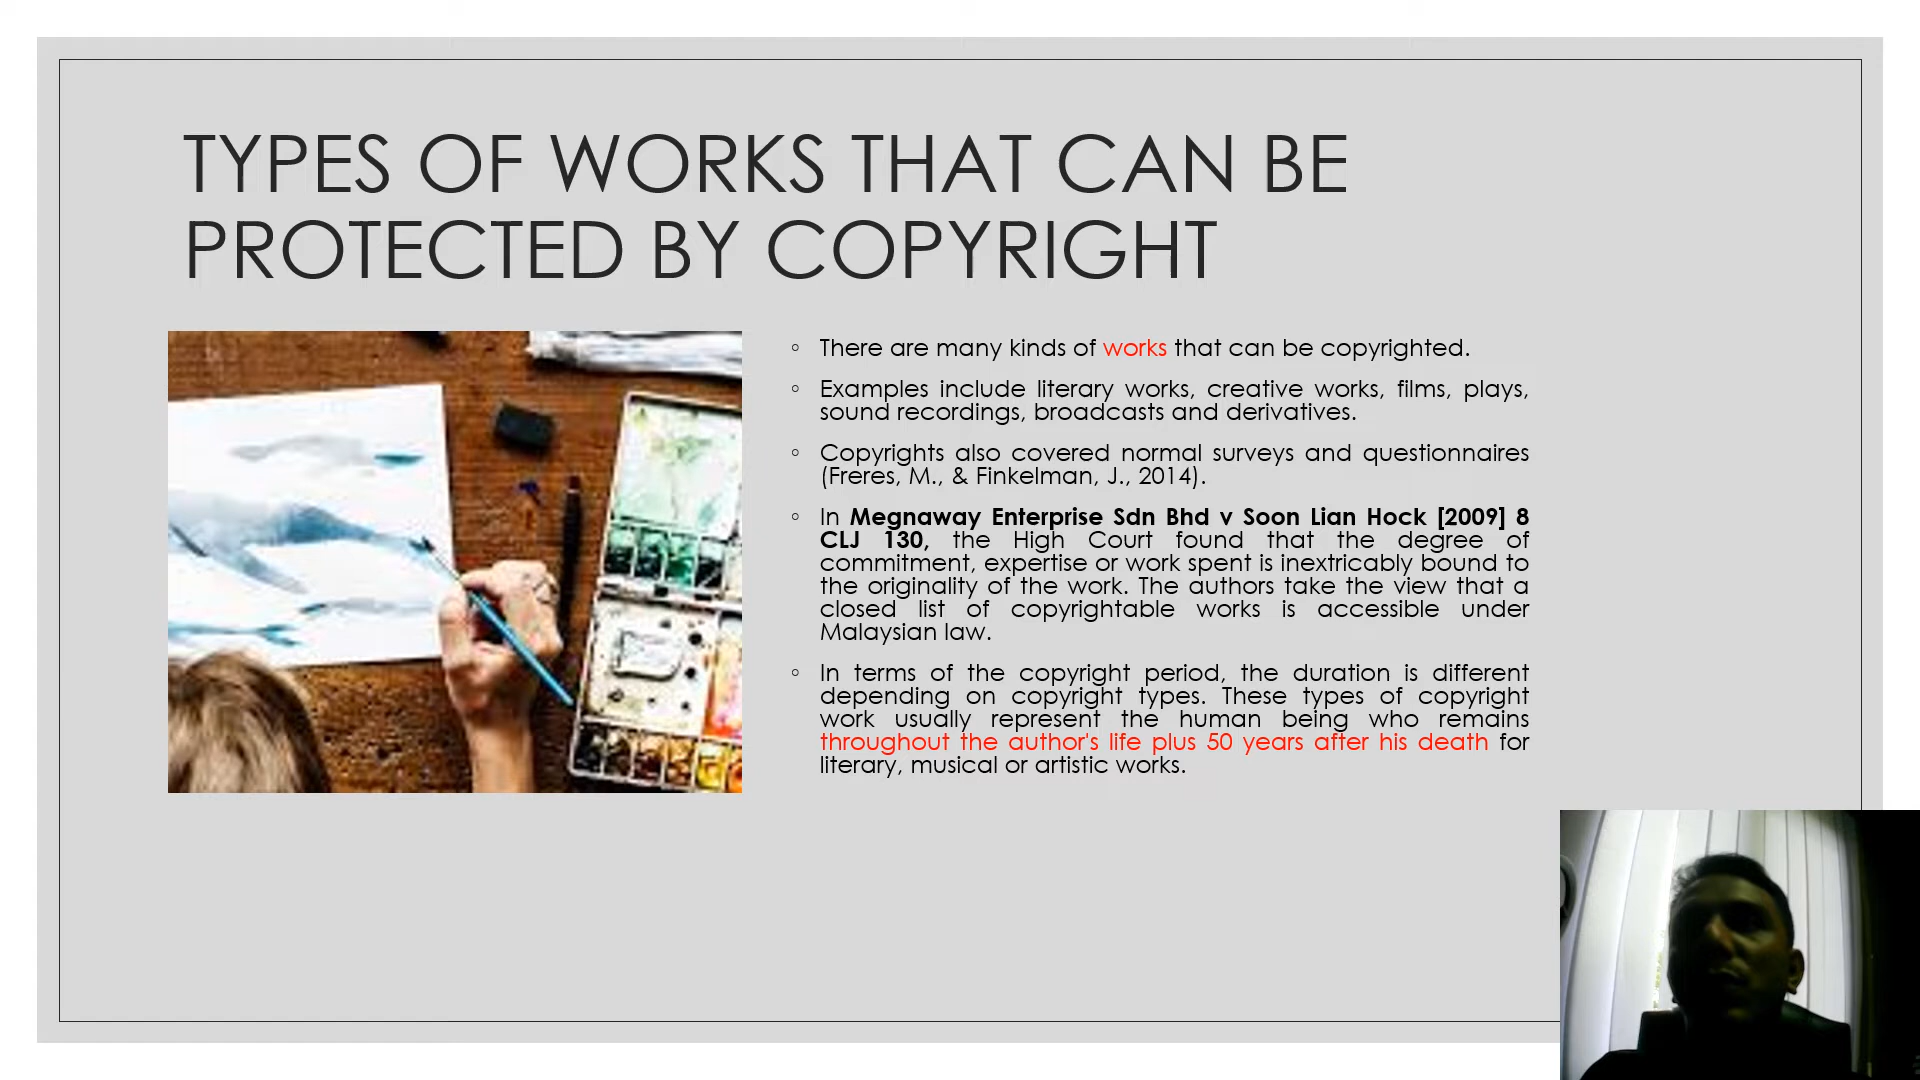 TYPES OF WORKS THAT CAN BE
PROTECTED BY COPYRIGHT
◦ There are many kinds of works that can be copyrighted.
◦ Examples include literary works, creative works, films, plays,
sound recordings, broadcasts and derivatives.
◦ Copyrights also covered normal surveys and questionnaires
(Freres, M., & Finkelman, J., 2014).
◦ In Megnaway Enterprise Sdn Bhd v Soon Lian Hock [2009] 8
CLJ 130, the High Court found that the degree of
commitment, expertise or work spent is inextricably bound to
the originality of the work. The authors take the view that a
closed list of copyrightable works is accessible under
Malaysian law.
◦ In terms of the copyright period, the duration is different
depending on copyright types. These types of copyright
work usually represent the human being who remains
throughout the author's life plus 50 years after his death for
literary, musical or artistic works.